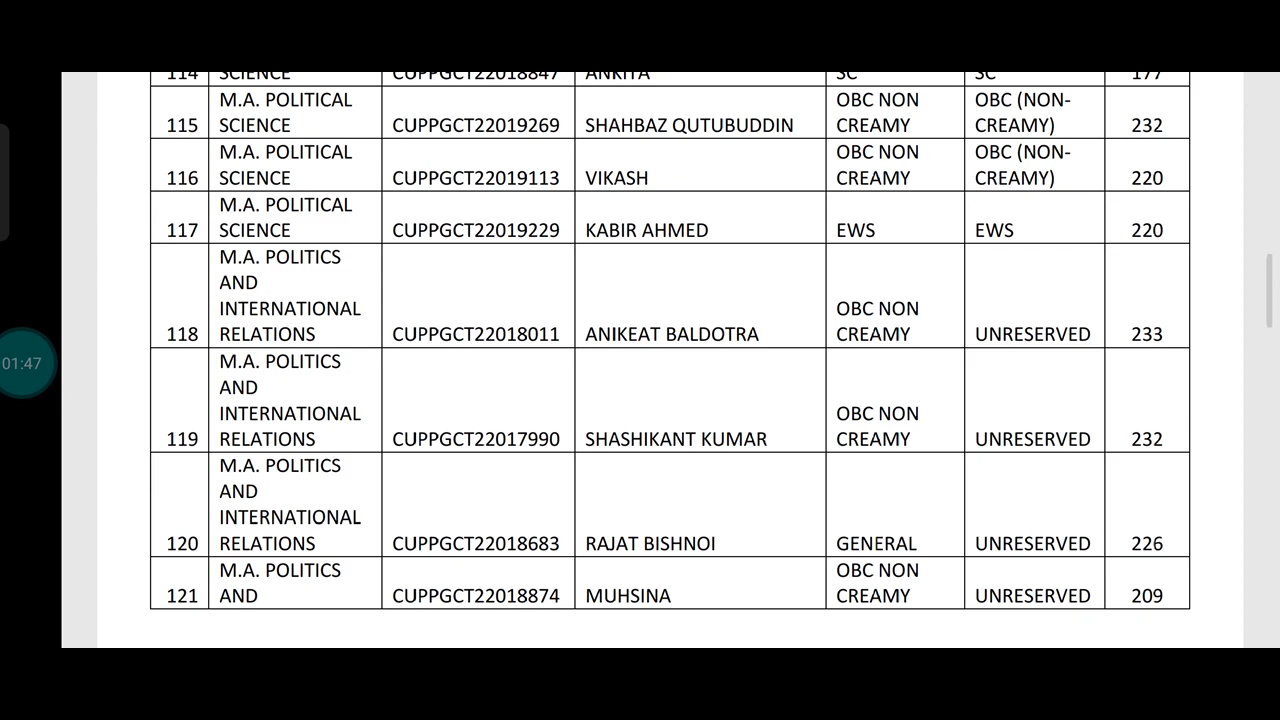 114 SCIENCE CUPPGCT22018847 ANKITA SC SC 177
M.A. POLITICAL OBC NON OBC (NON-
115 SCIENCE CUPPGCT22019269 SHAHBAZ QUTUBUDDIN CREAMY CREAMY) 232
M.A. POLITICAL OBC NON OBC (NON-
116 SCIENCE CUPPGCT22019113 VIKASH CREAMY CREAMY) 220
M.A. POLITICAL
117 SCIENCE CUPPGCT22019229 KABIR AHMED EWS EWS 220
M.A. POLITICS
AND
INTERNATIONAL OBC NON
118 RELATIONS CUPPGCT22018011 ANIKEAT BALDOTRA CREAMY UNRESERVED 233
M.A. POLITICS
AND
INTERNATIONAL OBC NON
119 RELATIONS CUPPGCT22017990 SHASHIKANT KUMAR CREAMY UNRESERVED 232
M.A. POLITICS
AND
INTERNATIONAL
120 RELATIONS CUPPGCT22018683 RAJAT BISHNOI GENERAL UNRESERVED 226
M.A. POLITICS OBC NON
121 AND CUPPGCT22018874 MUHSINA CREAMY UNRESERVED 209
01:47